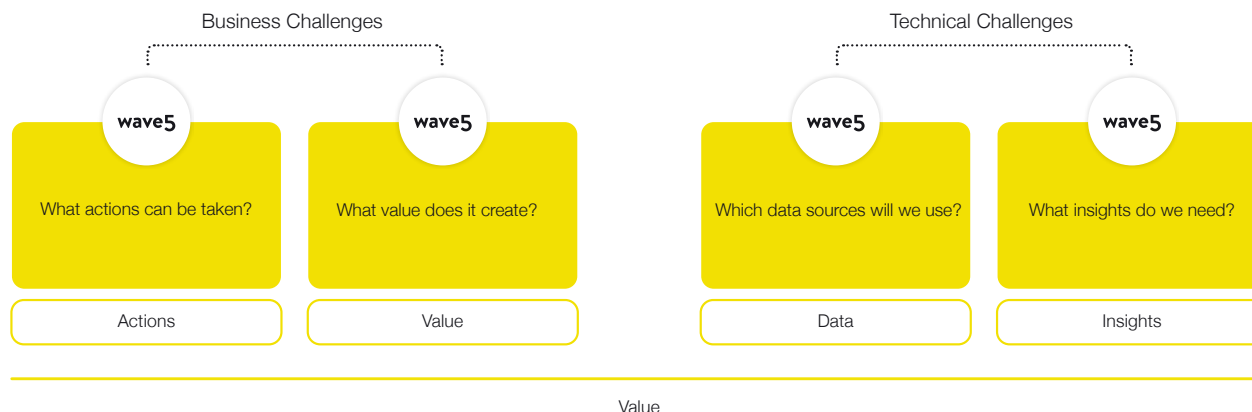 Business Challenges
Technical Challenges
wave5
wave5
wave5
wave5
What actions can be taken?
What value does it create?
Which data sources will we use?
What insights do we need?
Actions
Value
Data
Insights
Value